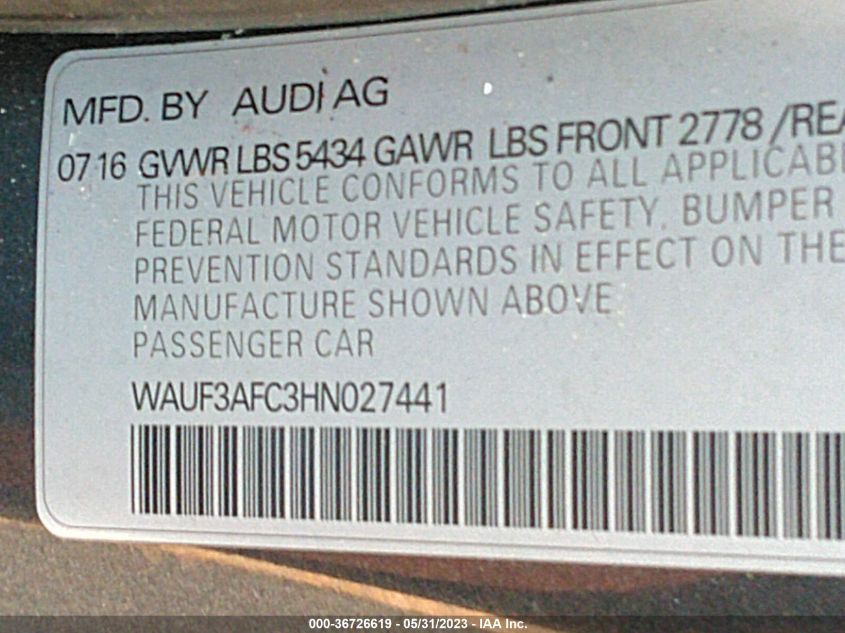 MFD. BY AUDI AG
07 16 GVWR LBS 5434 GAWR LBS FRONT 2778 /REA
THIS VEHICLE CONFORMS TO ALL APPLICABL
FEDERAL MOTOR VEHICLE SAFETY, BUMPER
PREVENTION STANDARDS IN EFFECT ON THE
MANUFACTURE SHOWN ABOVE
PASSENGER CAR
WAUF3AFC3HN027441
000-36726619 / 05/31/2023 - IAA Inc.